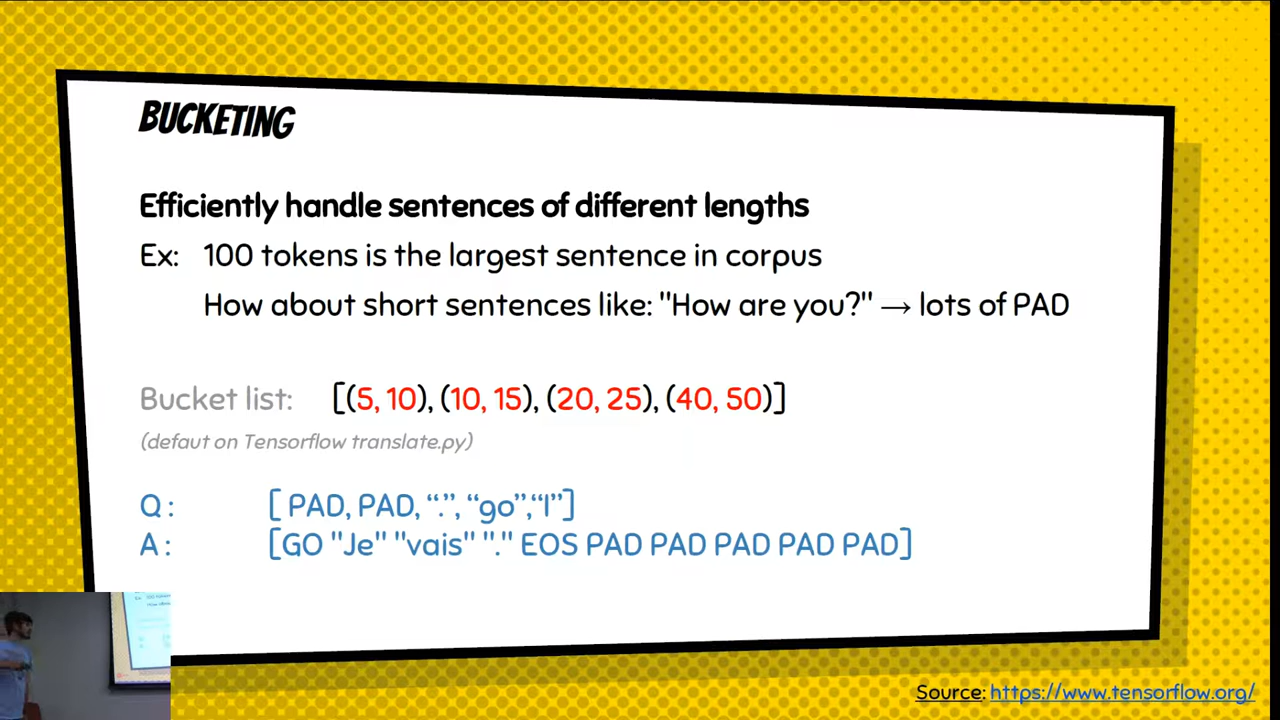 BUCKETING
Efficiently handle sentences of different lengths
Ex: 100 tokens is the largest sentence in corpus
How about short sentences like: "How are you?" → lots of PAD
Bucket list: [(5, 10), (10, 15), (20, 25), (40, 50)]
(defaut on Tensorflow translate.py)
Q : [ PAD, PAD, “.”, “go”,“I”]
A : [GO "Je" "vais" "." EOS PAD PAD PAD PAD PAD]
Source: https://www.tensorflow.org/